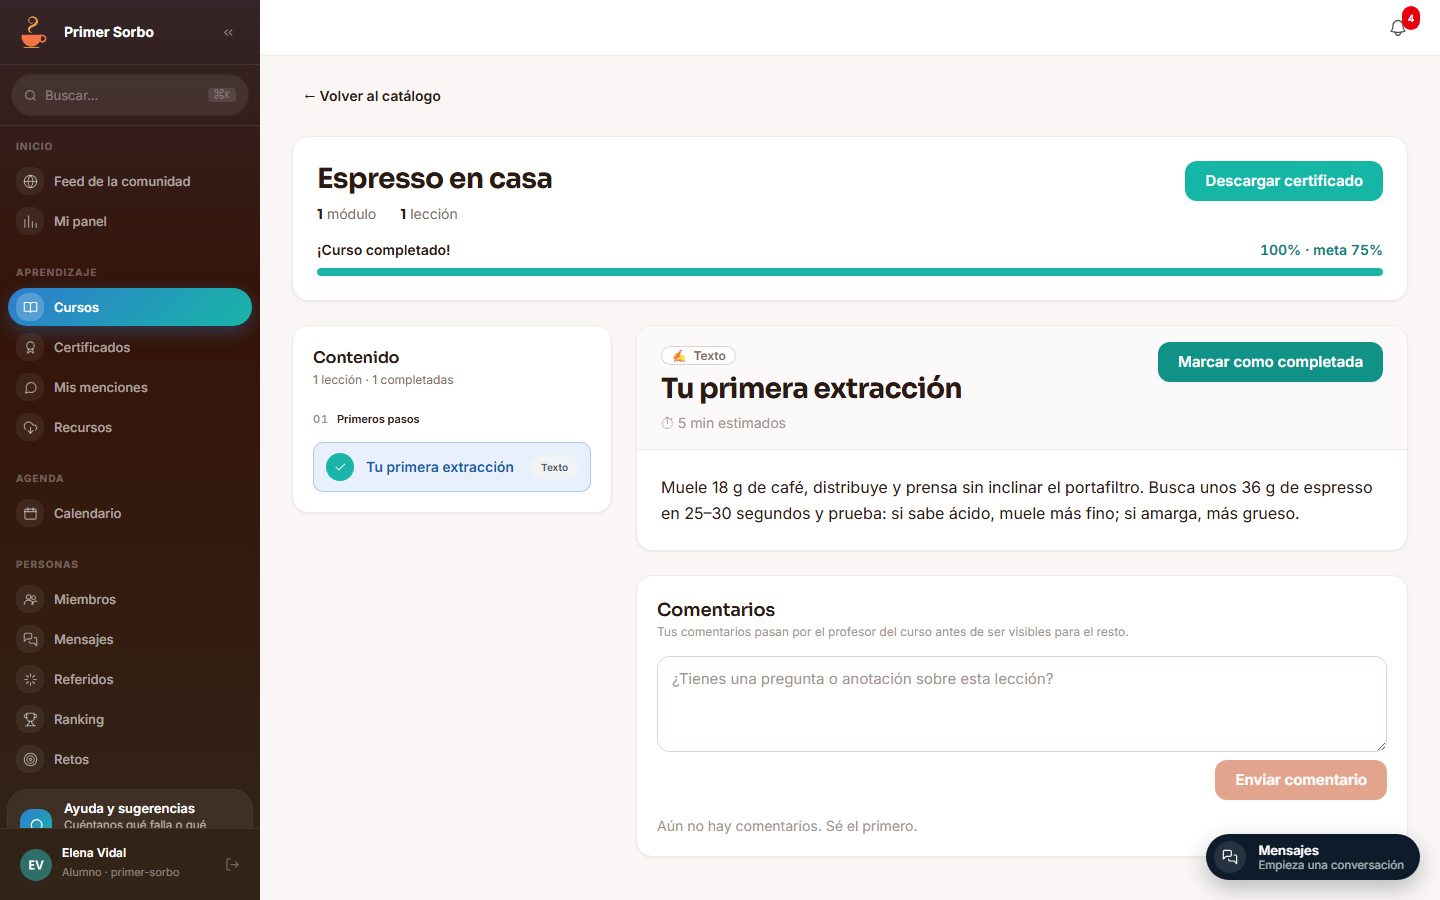 Primer Sorbo
«
Buscar...
⌘K
INICIO
Feed de la comunidad
Mi panel
APRENDIZAJE
Cursos
Certificados
Mis menciones
Recursos
AGENDA
Calendario
PERSONAS
Miembros
Mensajes
Referidos
Ranking
Retos
Ayuda y sugerencias
Cuéntanos qué falla o qué
EV
Elena Vidal
Alumno · primer-sorbo
4
← Volver al catálogo
Espresso en casa
Descargar certificado
1 módulo 1 lección
¡Curso completado!
100% · meta 75%
Contenido
1 lección · 1 completadas
01 Primeros pasos
Tu primera extracción
Texto
✍️ Texto
Tu primera extracción
Marcar como completada
⏱ 5 min estimados
Muele 18 g de café, distribuye y prensa sin inclinar el portafiltro. Busca unos 36 g de espresso
en 25–30 segundos y prueba: si sabe ácido, muele más fino; si amarga, más grueso.
Comentarios
Tus comentarios pasan por el profesor del curso antes de ser visibles para el resto.
¿Tienes una pregunta o anotación sobre esta lección?
Enviar comentario
Aún no hay comentarios. Sé el primero.
Mensajes
Empieza una conversación